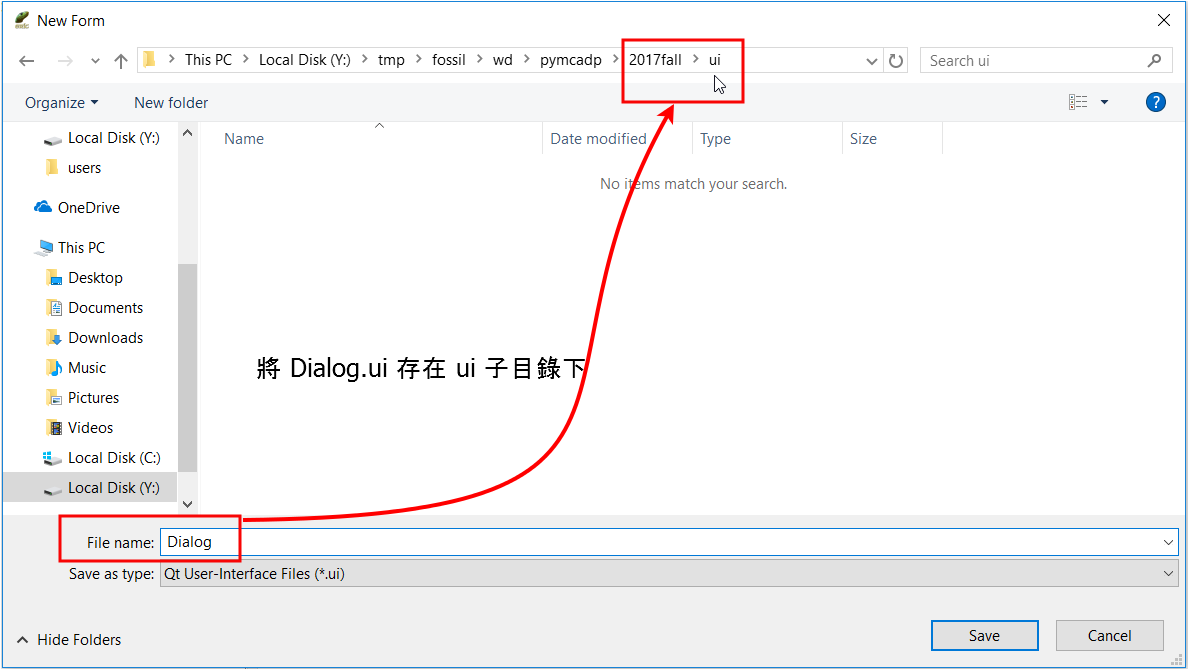 New Form
This PC > Local Disk (Y:) > tmp > fossil > wd > pymcadp > 2017fall > ui
Search ui
Organize
New folder
Name
Date modified
Type
Size
No items match your search.
Local Disk (Y:)
users
OneDrive
This PC
Desktop
Documents
Downloads
Music
Pictures
Videos
Local Disk (C:)
Local Disk (Y:)
將 Dialog.ui 存在 ui 子目錄下
File name: Dialog
Save as type: Qt User-Interface Files (*.ui)
Hide Folders
Save
Cancel